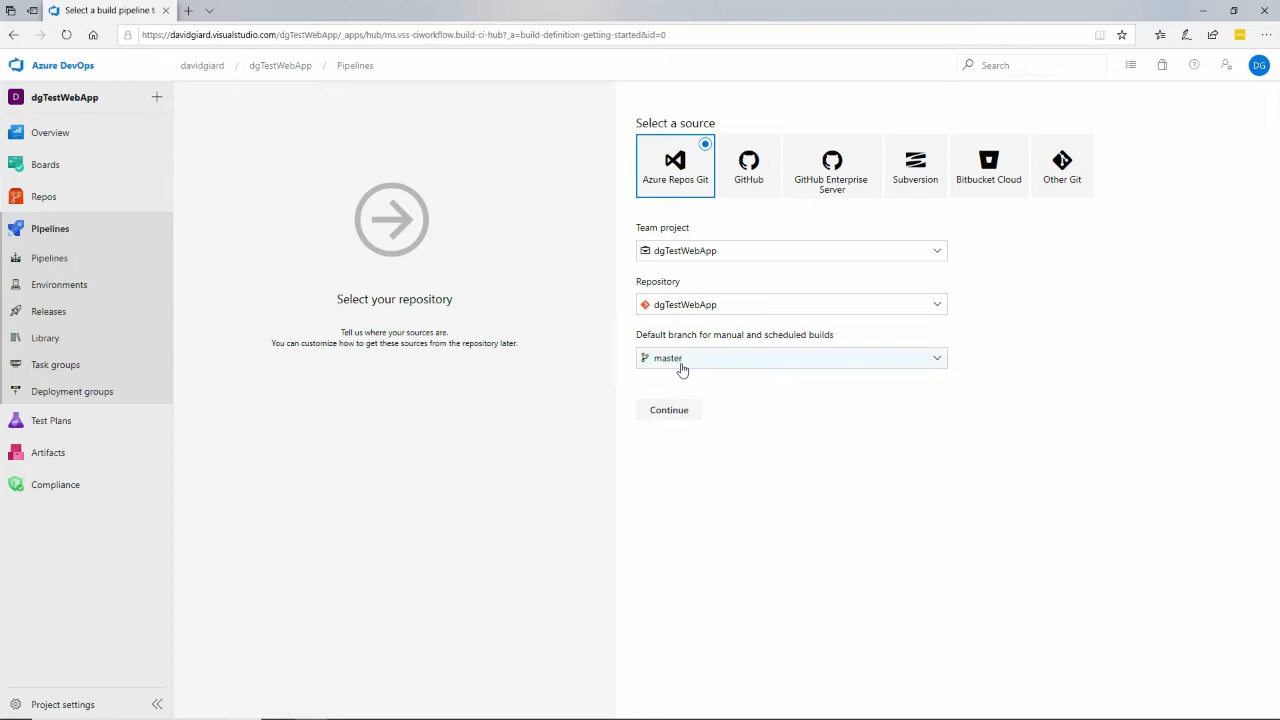 Select a build pipeline t
https://davidgiard.visualstudio.com/dgTestWebApp/_apps/hub/ms.vss-ciworkflow.build-ci-hub?_a=build-definition-getting-started&id=0
Azure DevOps
davidgiard / dgTestWebApp / Pipelines
Search
DG
D dgTestWebApp
Overview
Boards
Repos
Pipelines
Pipelines
Environments
Releases
Library
Task groups
Deployment groups
Test Plans
Artifacts
Compliance
Project settings
Select your repository
Tell us where your sources are.
You can customize how to get these sources from the repository later.
Select a source
Azure Repos Git
GitHub
GitHub Enterprise
Server
Subversion
Bitbucket Cloud
Other Git
Team project
dgTestWebApp
Repository
dgTestWebApp
Default branch for manual and scheduled builds
master
Continue